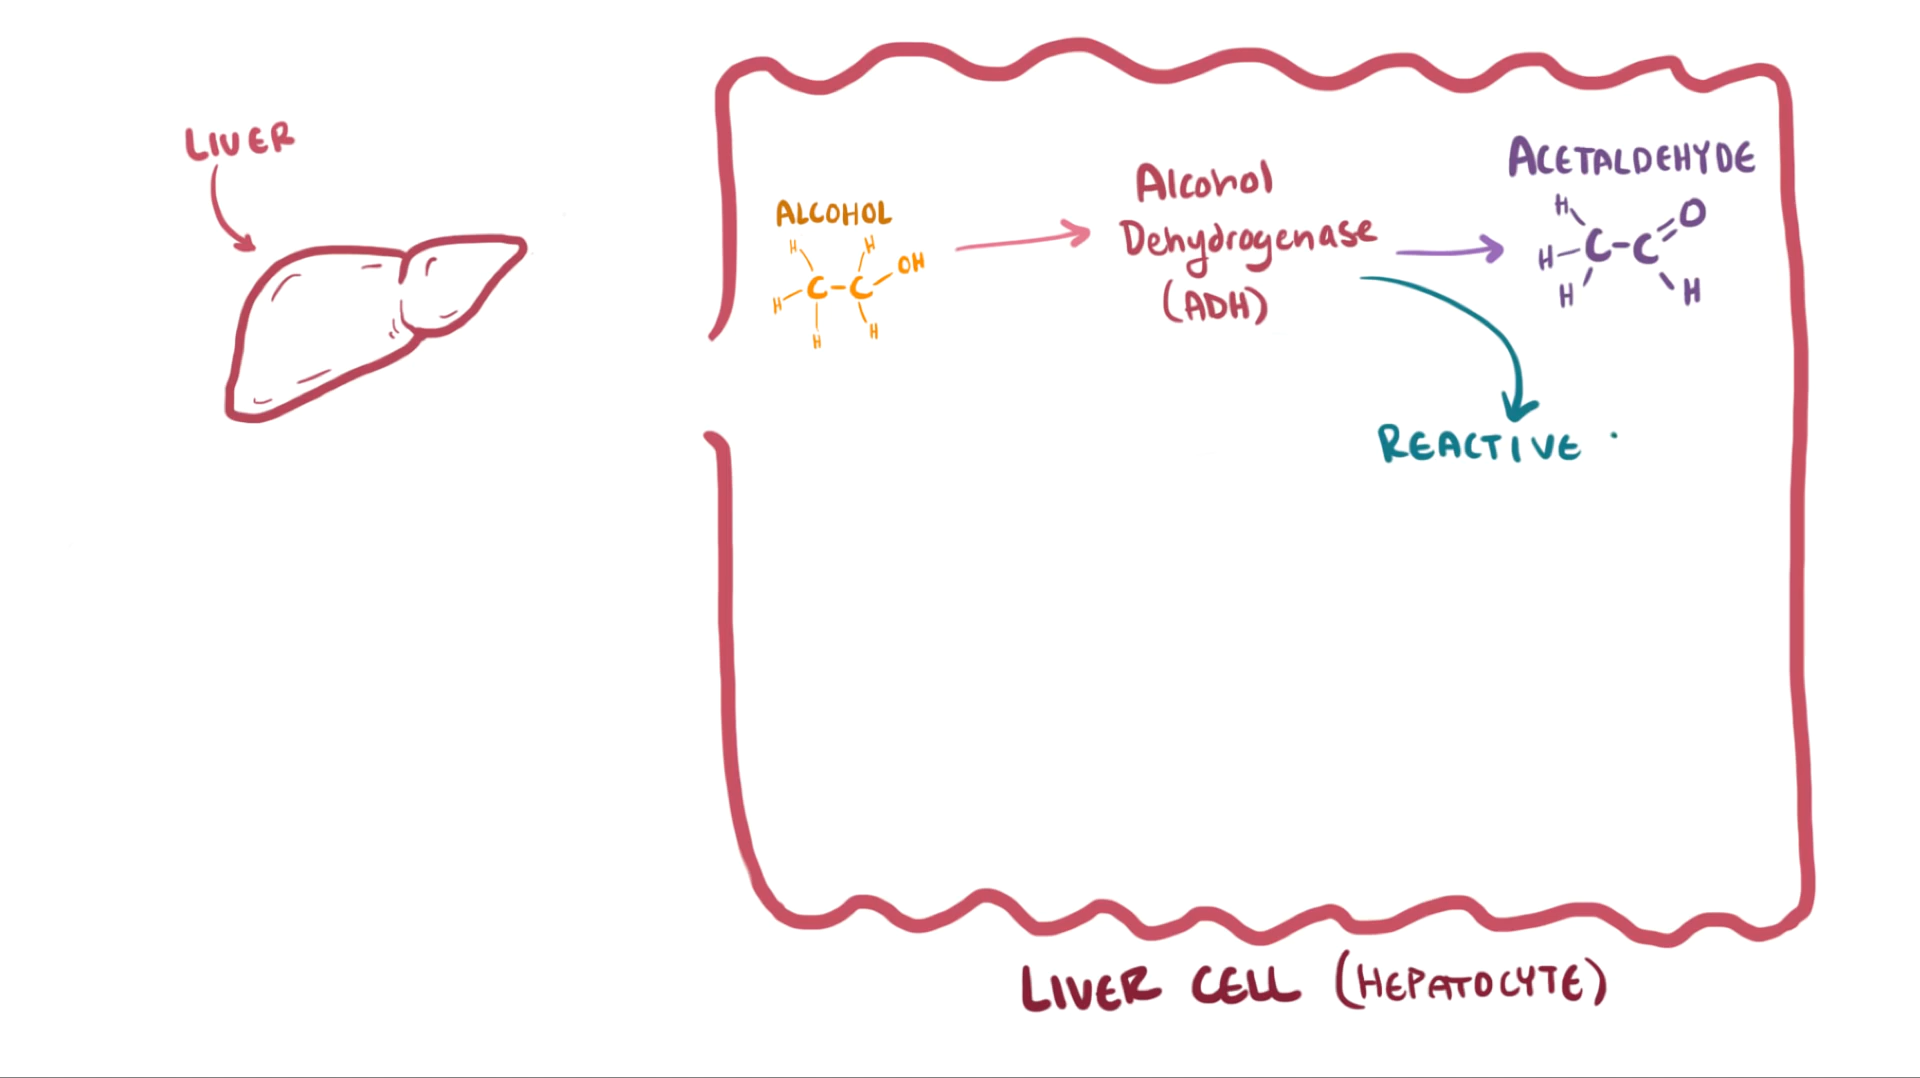 LIVER
ALCOHOL
H H
C-C OH
H
H H
Alcohol
Dehydrogenase
(ADH)
ACETALDEHYDE
H O
H-C-C
H H
REACTIVE
LIVER CELL (HEPATOCYTE)